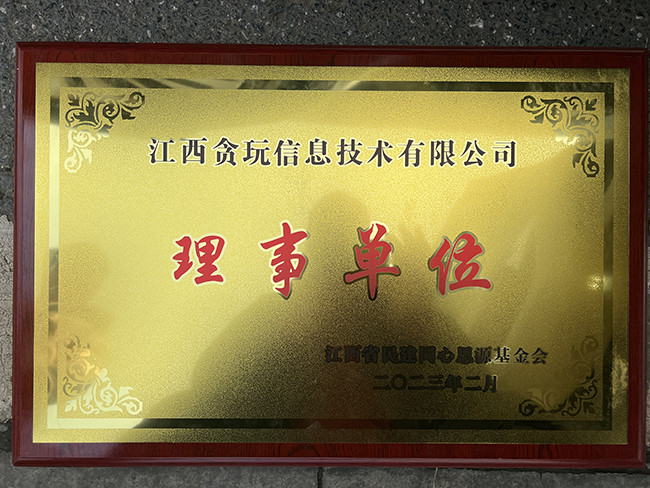 江西贪玩信息技术有限公司
理事单位
江西省民建同心思源基金会
二〇二三年二月